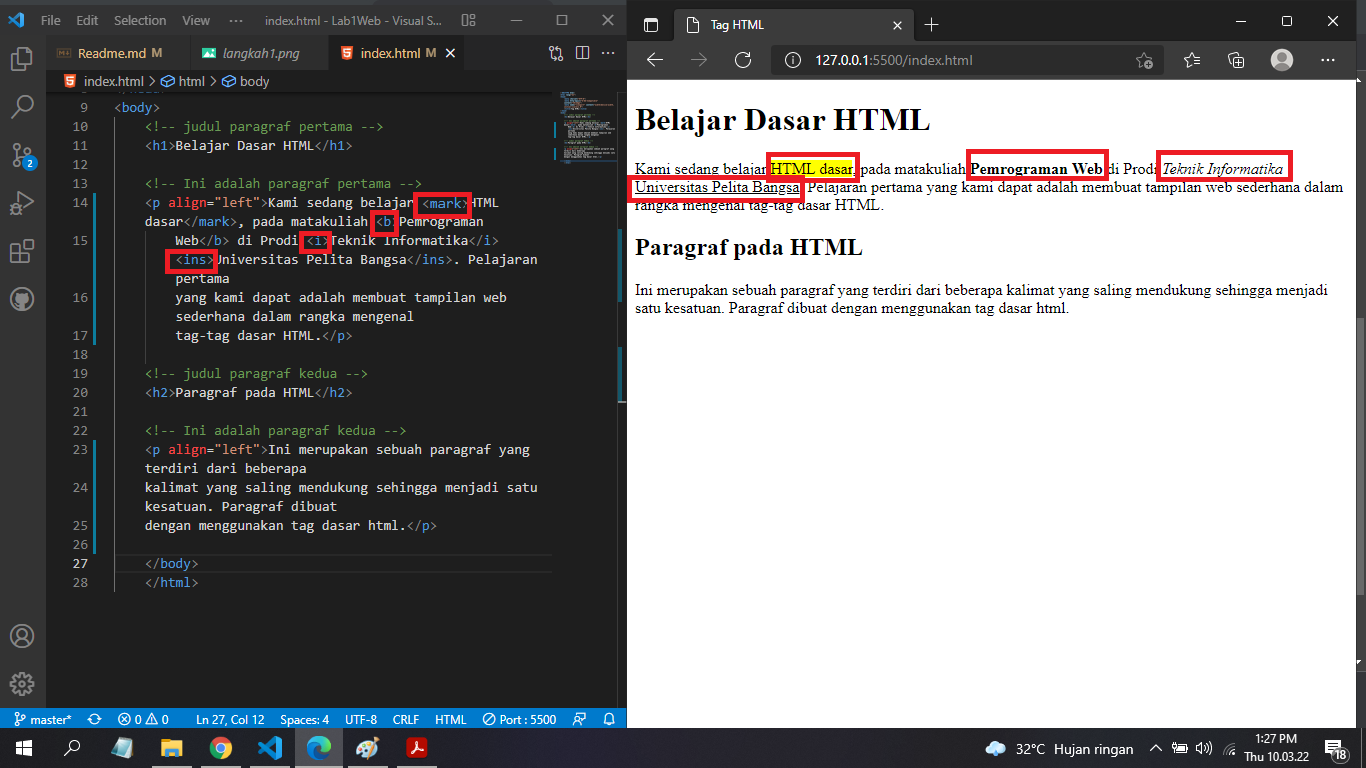 File Edit Selection View ··· index.html - Lab1Web - Visual S...
Readme.md M langkah1.png index.html M
index.html > html > body
9 <body>
10 <!-- judul paragraf pertama -->
11 <h1>Belajar Dasar HTML</h1>
12
13 <!-- Ini adalah paragraf pertama -->
14 <p align="left">Kami sedang belajar <mark>HTML
dasar</mark>, pada matakuliah <b>Pemrograman
15 Web</b> di Prodi <i>Teknik Informatika</i>
<ins>Universitas Pelita Bangsa</ins>. Pelajaran
pertama
16 yang kami dapat adalah membuat tampilan web
sederhana dalam rangka mengenal
17 tag-tag dasar HTML.</p>
18
19 <!-- judul paragraf kedua -->
20 <h2>Paragraf pada HTML</h2>
21
22 <!-- Ini adalah paragraf kedua -->
23 <p align="left">Ini merupakan sebuah paragraf yang
terdiri dari beberapa
24 kalimat yang saling mendukung sehingga menjadi satu
kesatuan. Paragraf dibuat
25 dengan menggunakan tag dasar html.</p>
26
27 </body>
28 </html>
2
master* 0 0 Ln 27, Col 12 Spaces: 4 UTF-8 CRLF HTML Port : 5500
Tag HTML
127.0.0.1:5500/index.html
Belajar Dasar HTML
Kami sedang belajar HTML dasar, pada matakuliah Pemrograman Web di Prodi Teknik Informatika
Universitas Pelita Bangsa. Pelajaran pertama yang kami dapat adalah membuat tampilan web sederhana dalam
rangka mengenal tag-tag dasar HTML.
Paragraf pada HTML
Ini merupakan sebuah paragraf yang terdiri dari beberapa kalimat yang saling mendukung sehingga menjadi
satu kesatuan. Paragraf dibuat dengan menggunakan tag dasar html.
32°C Hujan ringan
1:27 PM
Thu 10.03.22
18